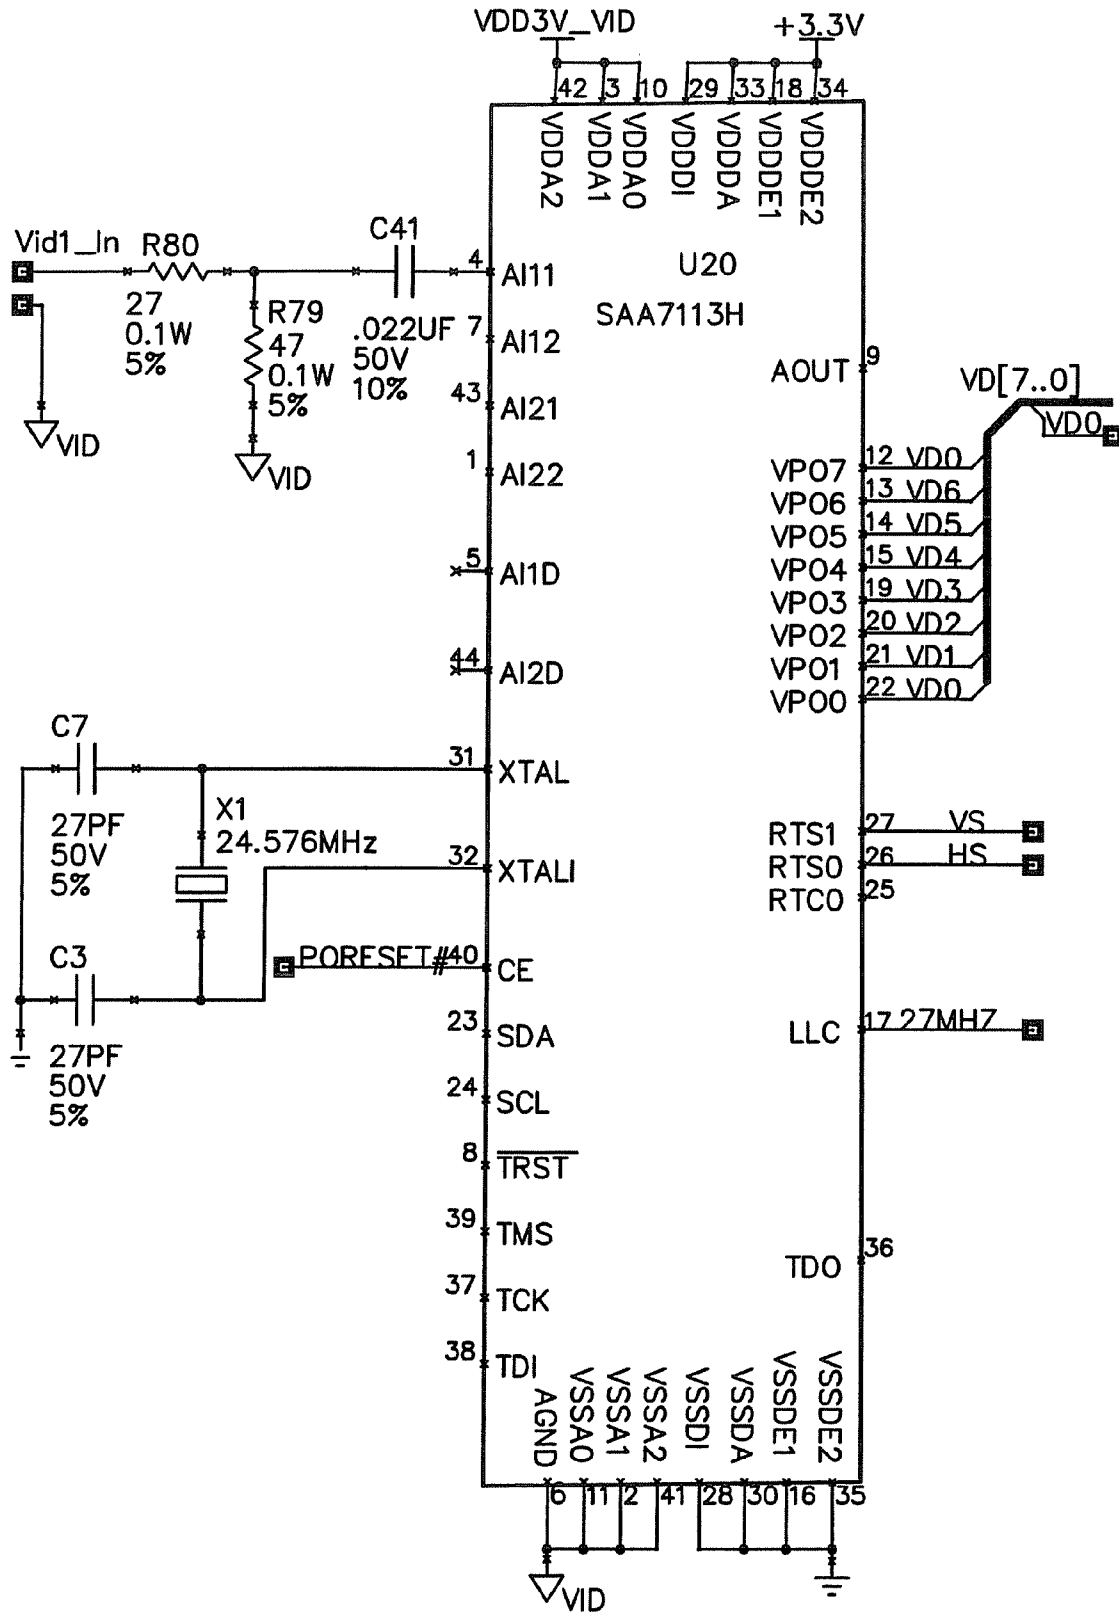 VDD3V_VID
+3.3V
42
3
10
29
33
18
34
VDDA2
VDDA1
VDDA0
VDDDI
VDDDA
VDDDE1
VDDDE2
U20
SAA7113H
Vid1_In
R80
27
0.1W
5%
VID
R79
47
0.1W
5%
VID
C41
.022UF
50V
10%
4
AI11
7
AI12
43
AI21
1
AI22
5
AI1D
44
AI2D
AOUT
9
VD[7..0]
VD0
VPO7
12
VD0
VPO6
13
VD6
VPO5
14
VD5
VPO4
15
VD4
VPO3
19
VD3
VPO2
20
VD2
VPO1
21
VD1
VPO0
22
VD0
C7
27PF
50V
5%
X1
24.576MHz
31
XTAL
32
XTALI
C3
27PF
50V
5%
PORESET#
40
CE
23
SDA
24
SCL
8
TRST
39
TMS
37
TCK
38
TDI
RTS1
27
VS
RTS0
26
HS
RTC0
25
LLC
17
27MHZ
TDO
36
AGND
VSSA0
VSSA1
VSSA2
VSSDI
VSSDA
VSSDE1
VSSDE2
6
11
2
41
28
30
16
35
VID